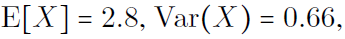 E[X] = 2.8, Var(X) = 0.66,